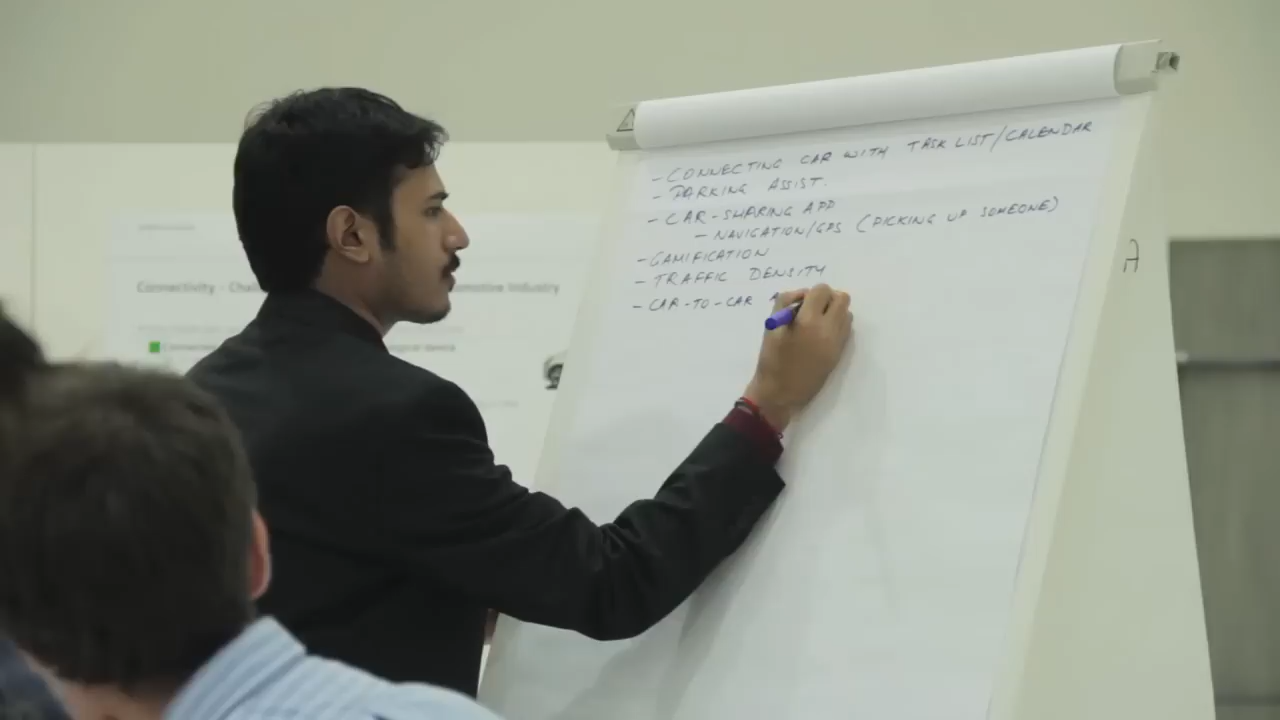 - CONNECTING CAR WITH TASK LIST/CALENDAR
- PARKING ASSIST.
- CAR-SHARING APP
- NAVIGATION/GPS (PICKING UP SOMEONE)
- GAMIFICATION
- TRAFFIC DENSITY
- CAR-TO-CAR
A
Connectivity - omotive Industry